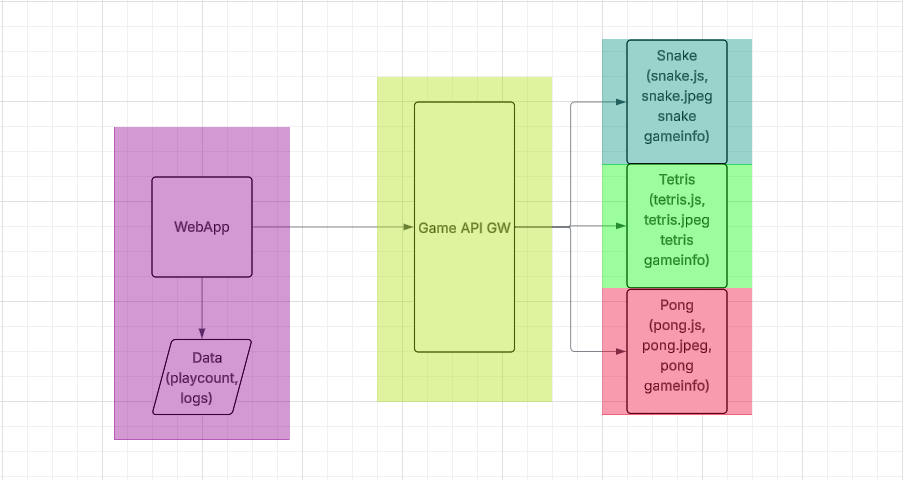 WebApp
Data
(playcount,
logs)
Game API GW
Snake
(snake.js,
snake.jpeg
snake
gameinfo)
Tetris
(tetris.js,
tetris.jpeg
tetris
gameinfo)
Pong
(pong.js,
pong.jpeg,
pong
gameinfo)